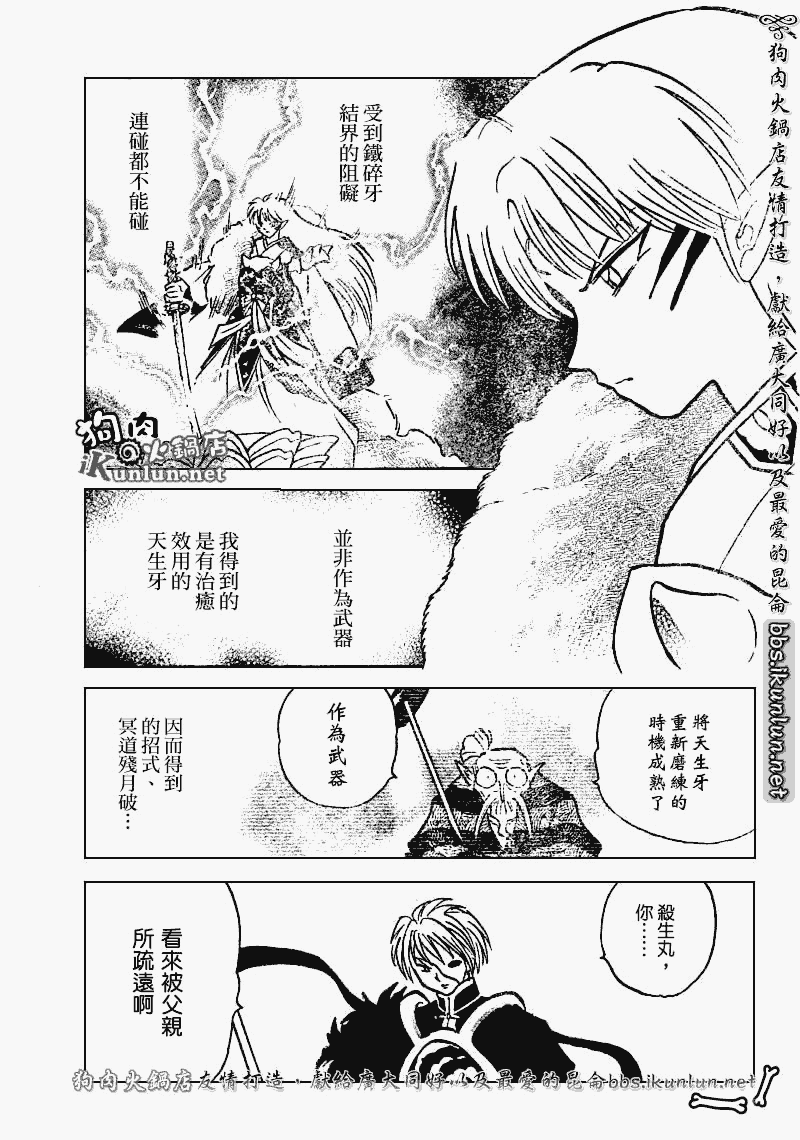 受到鐵碎牙
結界的阻礙
連碰都不能碰
並非作為武器
我得到的
是有治癒
效用的
天生牙
將天生牙
重新磨練的
時機成熟了
作為武器
因而得到
的招式、
冥道殘月破…
殺生丸，
你……
看來被父親
所疏遠啊
狗肉火鍋店友情打造，獻給廣大同好以及最愛的昆侖bbs.ikunlun.net
狗肉
火鍋店
iKunlun.net
狗肉火鍋店友情打造，獻給廣大同好以及最愛的昆侖bbs.ikunlun.net